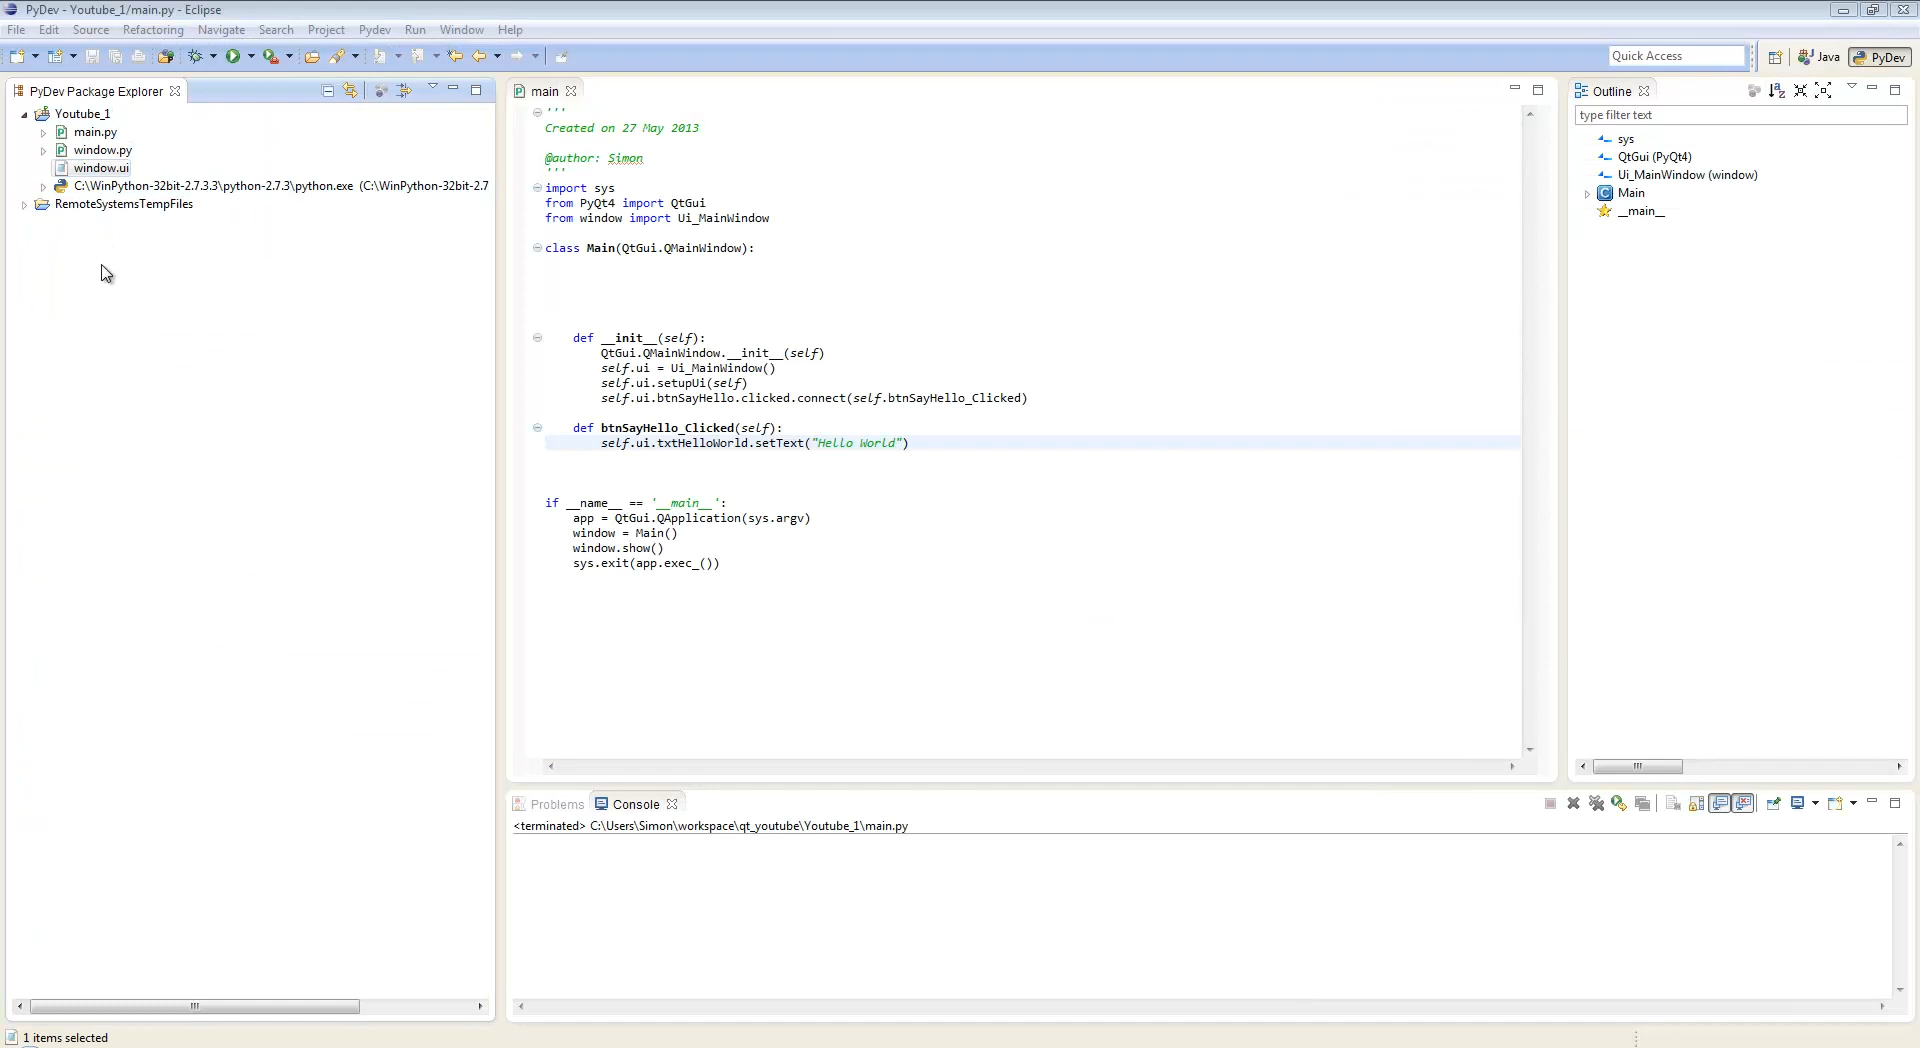 PyDev - Youtube_1/main.py - Eclipse
File Edit Source Refactoring Navigate Search Project Pydev Run Window Help
Quick Access
Java
PyDev
PyDev Package Explorer
Youtube_1
main.py
window.py
window.ui
C:\WinPython-32bit-2.7.3.3\python-2.7.3\python.exe (C:\WinPython-32bit-2.7
RemoteSystemsTempFiles
main
'''
Created on 27 May 2013
@author: Simon
'''
import sys
from PyQt4 import QtGui
from window import Ui_MainWindow
class Main(QtGui.QMainWindow):
def __init__(self):
QtGui.QMainWindow.__init__(self)
self.ui = Ui_MainWindow()
self.ui.setupUi(self)
self.ui.btnSayHello.clicked.connect(self.btnSayHello_Clicked)
def btnSayHello_Clicked(self):
self.ui.txtHelloWorld.setText("Hello World")
if __name__ == '__main__':
app = QtGui.QApplication(sys.argv)
window = Main()
window.show()
sys.exit(app.exec_())
Outline
type filter text
sys
QtGui (PyQt4)
Ui_MainWindow (window)
Main
__main__
Problems Console
<terminated> C:\Users\Simon\workspace\qt_youtube\Youtube_1\main.py
1 items selected